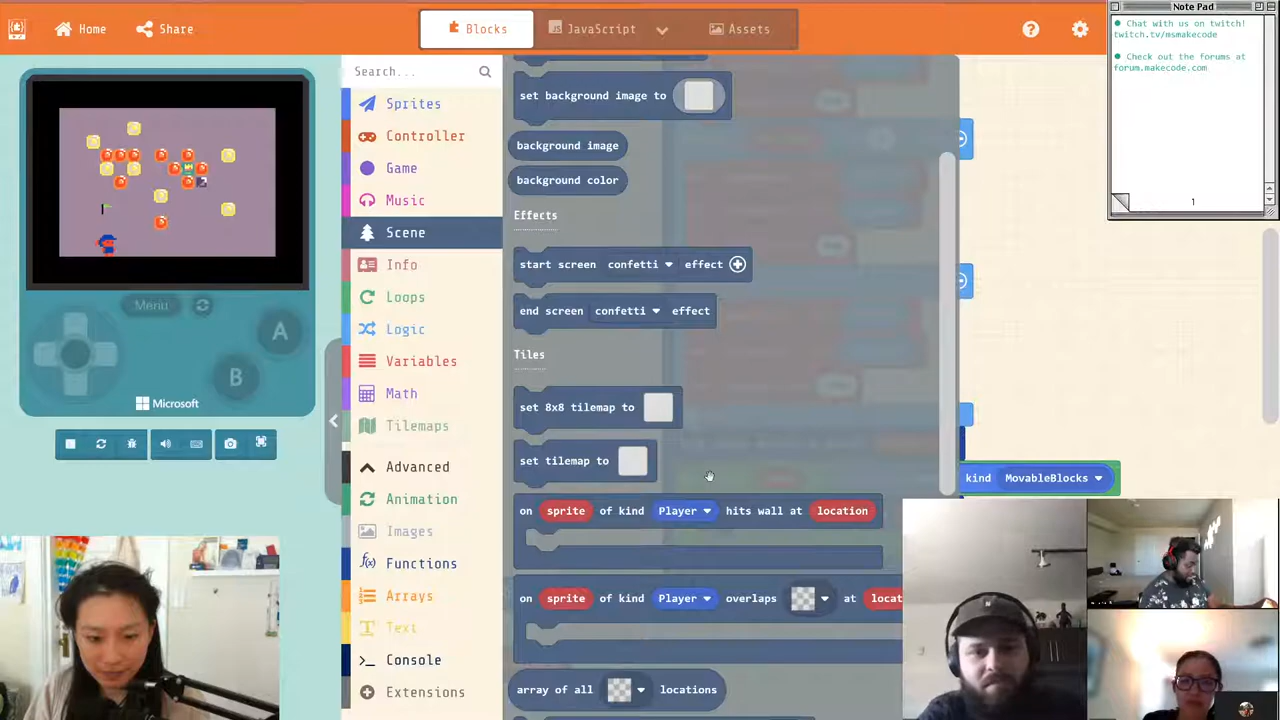 Home
Share
Blocks
JavaScript
Assets
Note Pad
● Chat with us on twitch!
twitch.tv/msmakecode
● Check out the forums at
forum.makecode.com
1
Search...
Sprites
Controller
Game
Music
Scene
Info
Loops
Logic
Variables
Math
Tilemaps
Advanced
Animation
Images
Functions
Arrays
Text
Console
Extensions
set background image to
background image
background color
Effects
start screen confetti effect
end screen confetti effect
Tiles
set 8x8 tilemap to
set tilemap to
on sprite of kind Player hits wall at location
on sprite of kind Player overlaps at locat
array of all locations
kind MovableBlocks
Menu
A
B
Microsoft